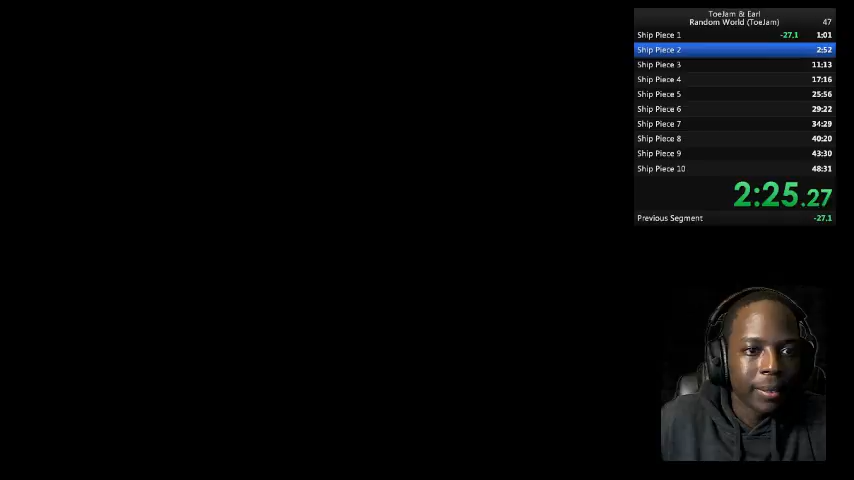 ToeJam & Earl
Random World (ToeJam) 47
Ship Piece 1 -27.1 1:01
Ship Piece 2 2:52
Ship Piece 3 11:13
Ship Piece 4 17:16
Ship Piece 5 25:56
Ship Piece 6 29:22
Ship Piece 7 34:29
Ship Piece 8 40:20
Ship Piece 9 43:30
Ship Piece 10 48:31
2:25.27
Previous Segment -27.1